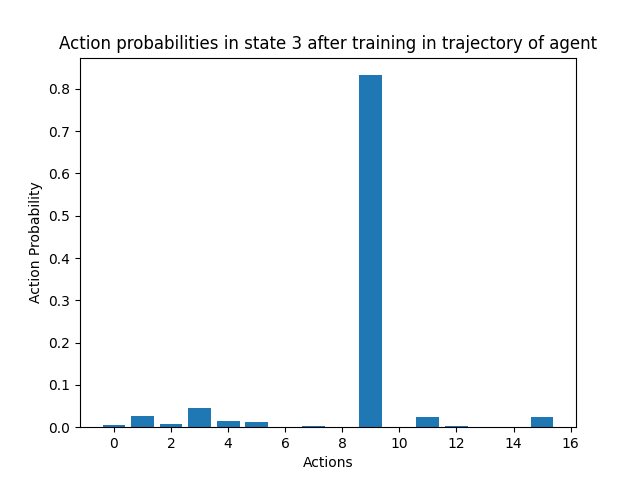 Action probabilities in state 3 after training in trajectory of agent
0.8
0.7
0.6
0.5
0.4
0.3
0.2
0.1
0.0
Action Probability
0 2 4 6 8 10 12 14 16
Actions